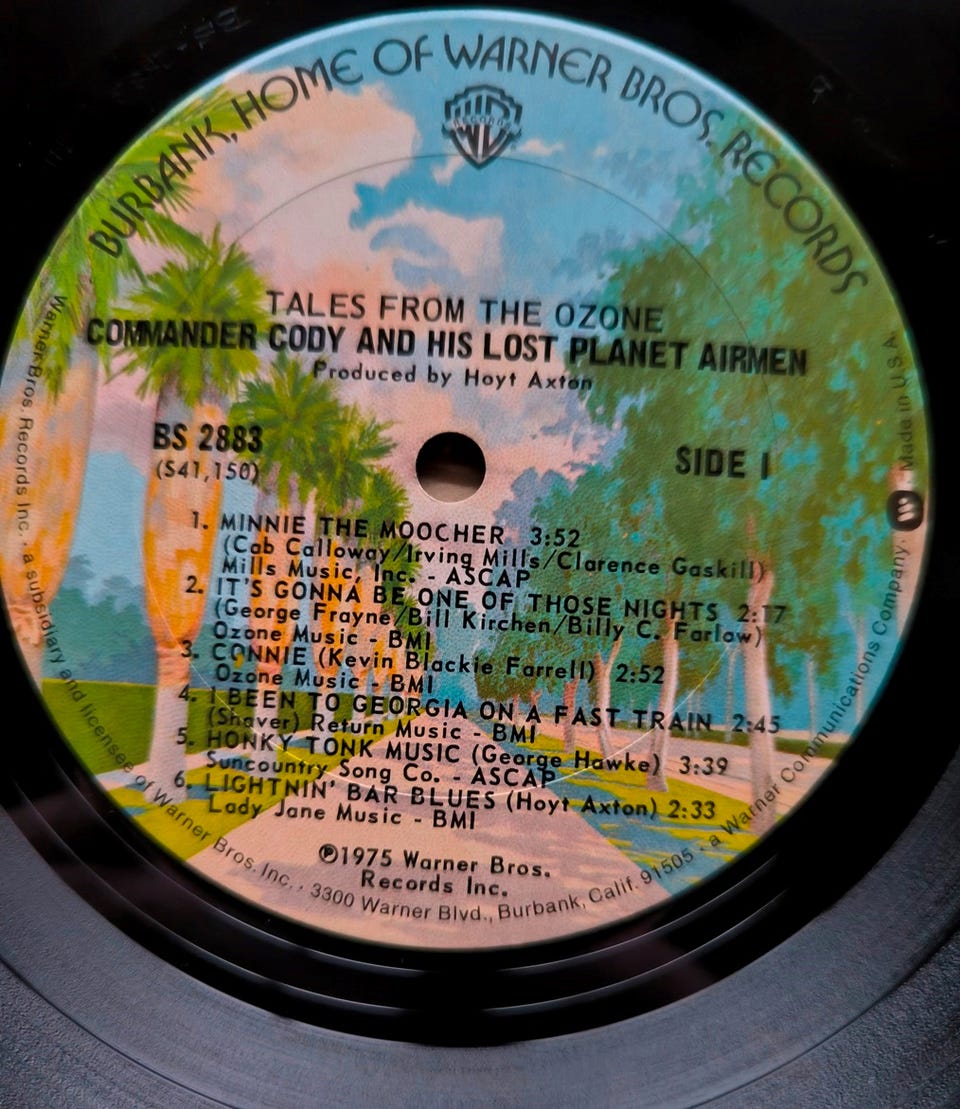 BURBANK, HOME OF WARNER BROS. RECORDS
W RECORDS
TALES FROM THE OZONE
COMMANDER CODY AND HIS LOST PLANET AIRMEN
Produced by Hoyt Axton
BS 2883
(S41,150)
SIDE 1
1. MINNIE THE MOOCHER 3:52
(Cab Calloway/Irving Mills/Clarence Gaskill)
Mills Music, Inc. - ASCAP
2. IT'S GONNA BE ONE OF THOSE NIGHTS 2:17
(George Frayne/Bill Kirchen/Billy C. Farlow)
Ozone Music - BMI
3. CONNIE (Kevin Blackie Farrell) 2:52
Ozone Music - BMI
4. I BEEN TO GEORGIA ON A FAST TRAIN 2:45
(Shaver) Return Music - BMI
5. HONKY TONK MUSIC (George Hawke) 3:39
Suncountry Song Co. - ASCAP
6. LIGHTNIN' BAR BLUES (Hoyt Axton) 2:33
Lady Jane Music - BMI
℗1975 Warner Bros.
Records Inc.
Warner Bros. Records Inc. · a subsidiary and licensee of Warner Bros. Inc. · 3300 Warner Blvd., Burbank, Calif. 91505 · a Warner Communications Company. · Made in U.S.A.